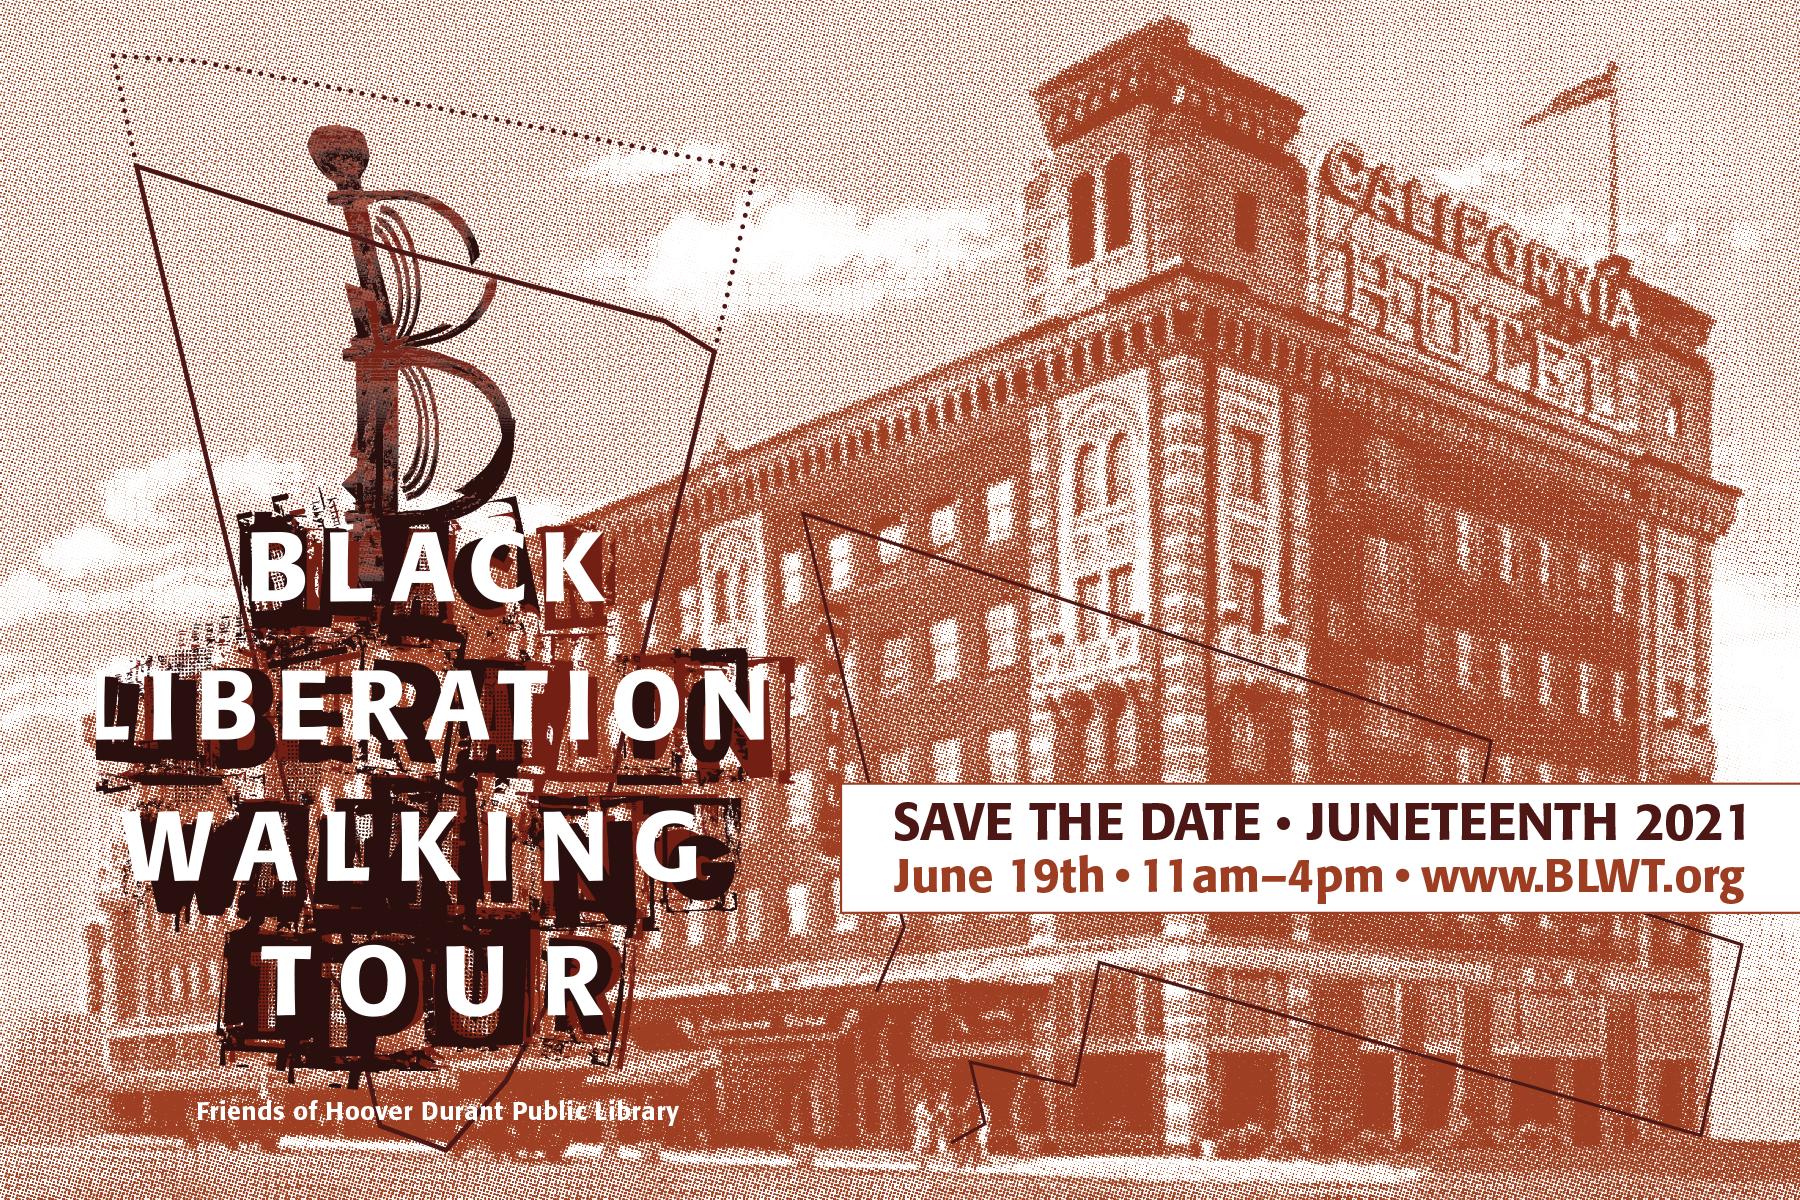 CALIFORNIA
HOTEL
B
BLACK
LIBERATION
WALKING
TOUR
SAVE THE DATE • JUNETEENTH 2021
June 19th • 11am–4pm • www.BLWT.org
Friends of Hoover Durant Public Library